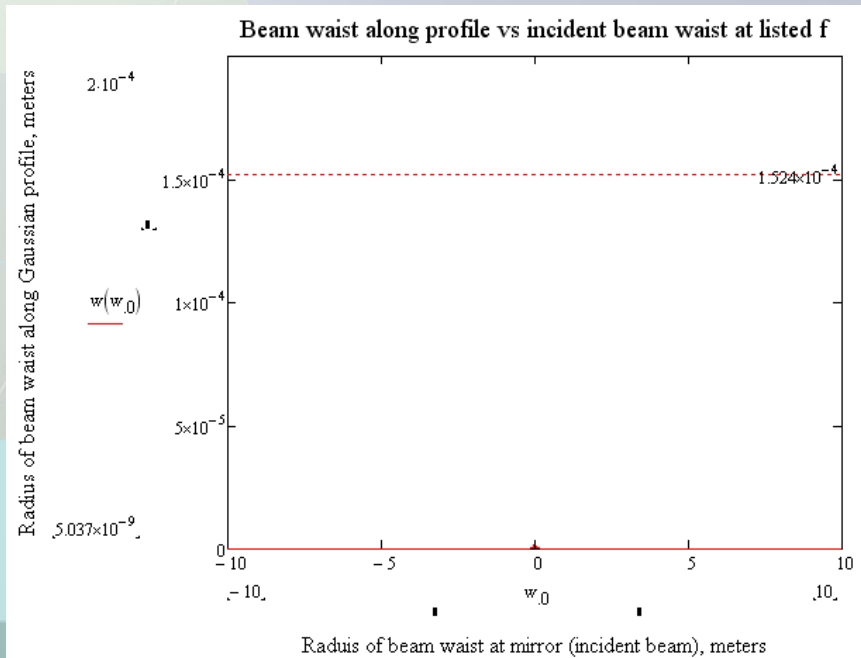 Beam waist along profile vs incident beam waist at listed f
Radius of beam waist along Gaussian profile, meters
2·10⁻⁴
1.5×10⁻⁴
1.524×10⁻⁴
w(w.0)
1×10⁻⁴
5×10⁻⁵
5.037×10⁻⁹
0
−10 −5 0 5 10
−10 w.0 10
Raduis of beam waist at mirror (incident beam), meters